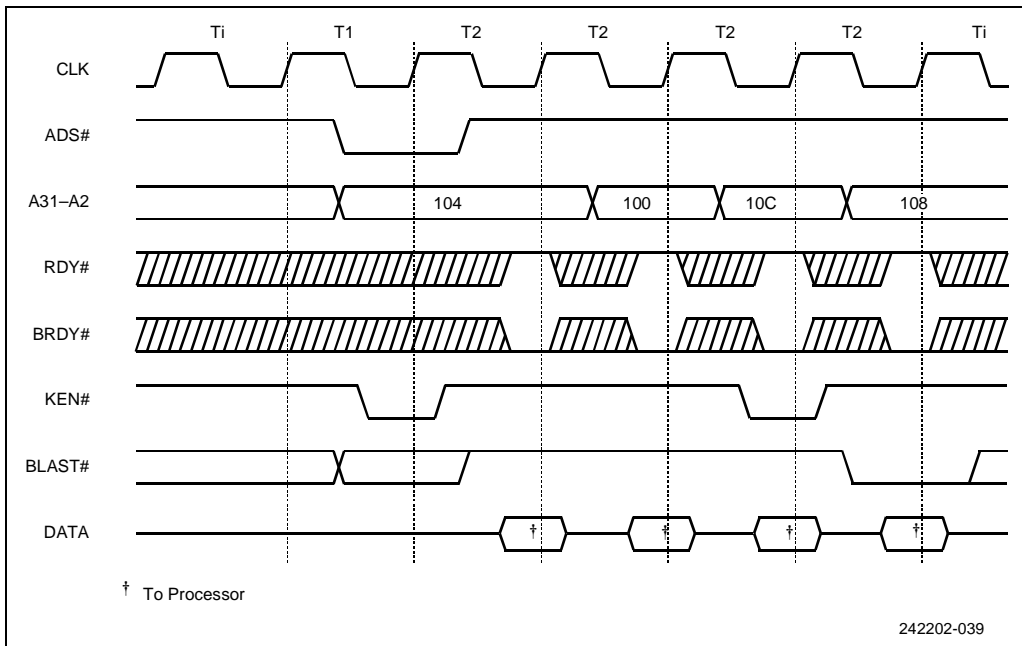 Ti T1 T2 T2 T2 T2 Ti
CLK
ADS#
A31–A2 104 100 10C 108
RDY#
BRDY#
KEN#
BLAST#
DATA † † † †
† To Processor
242202-039